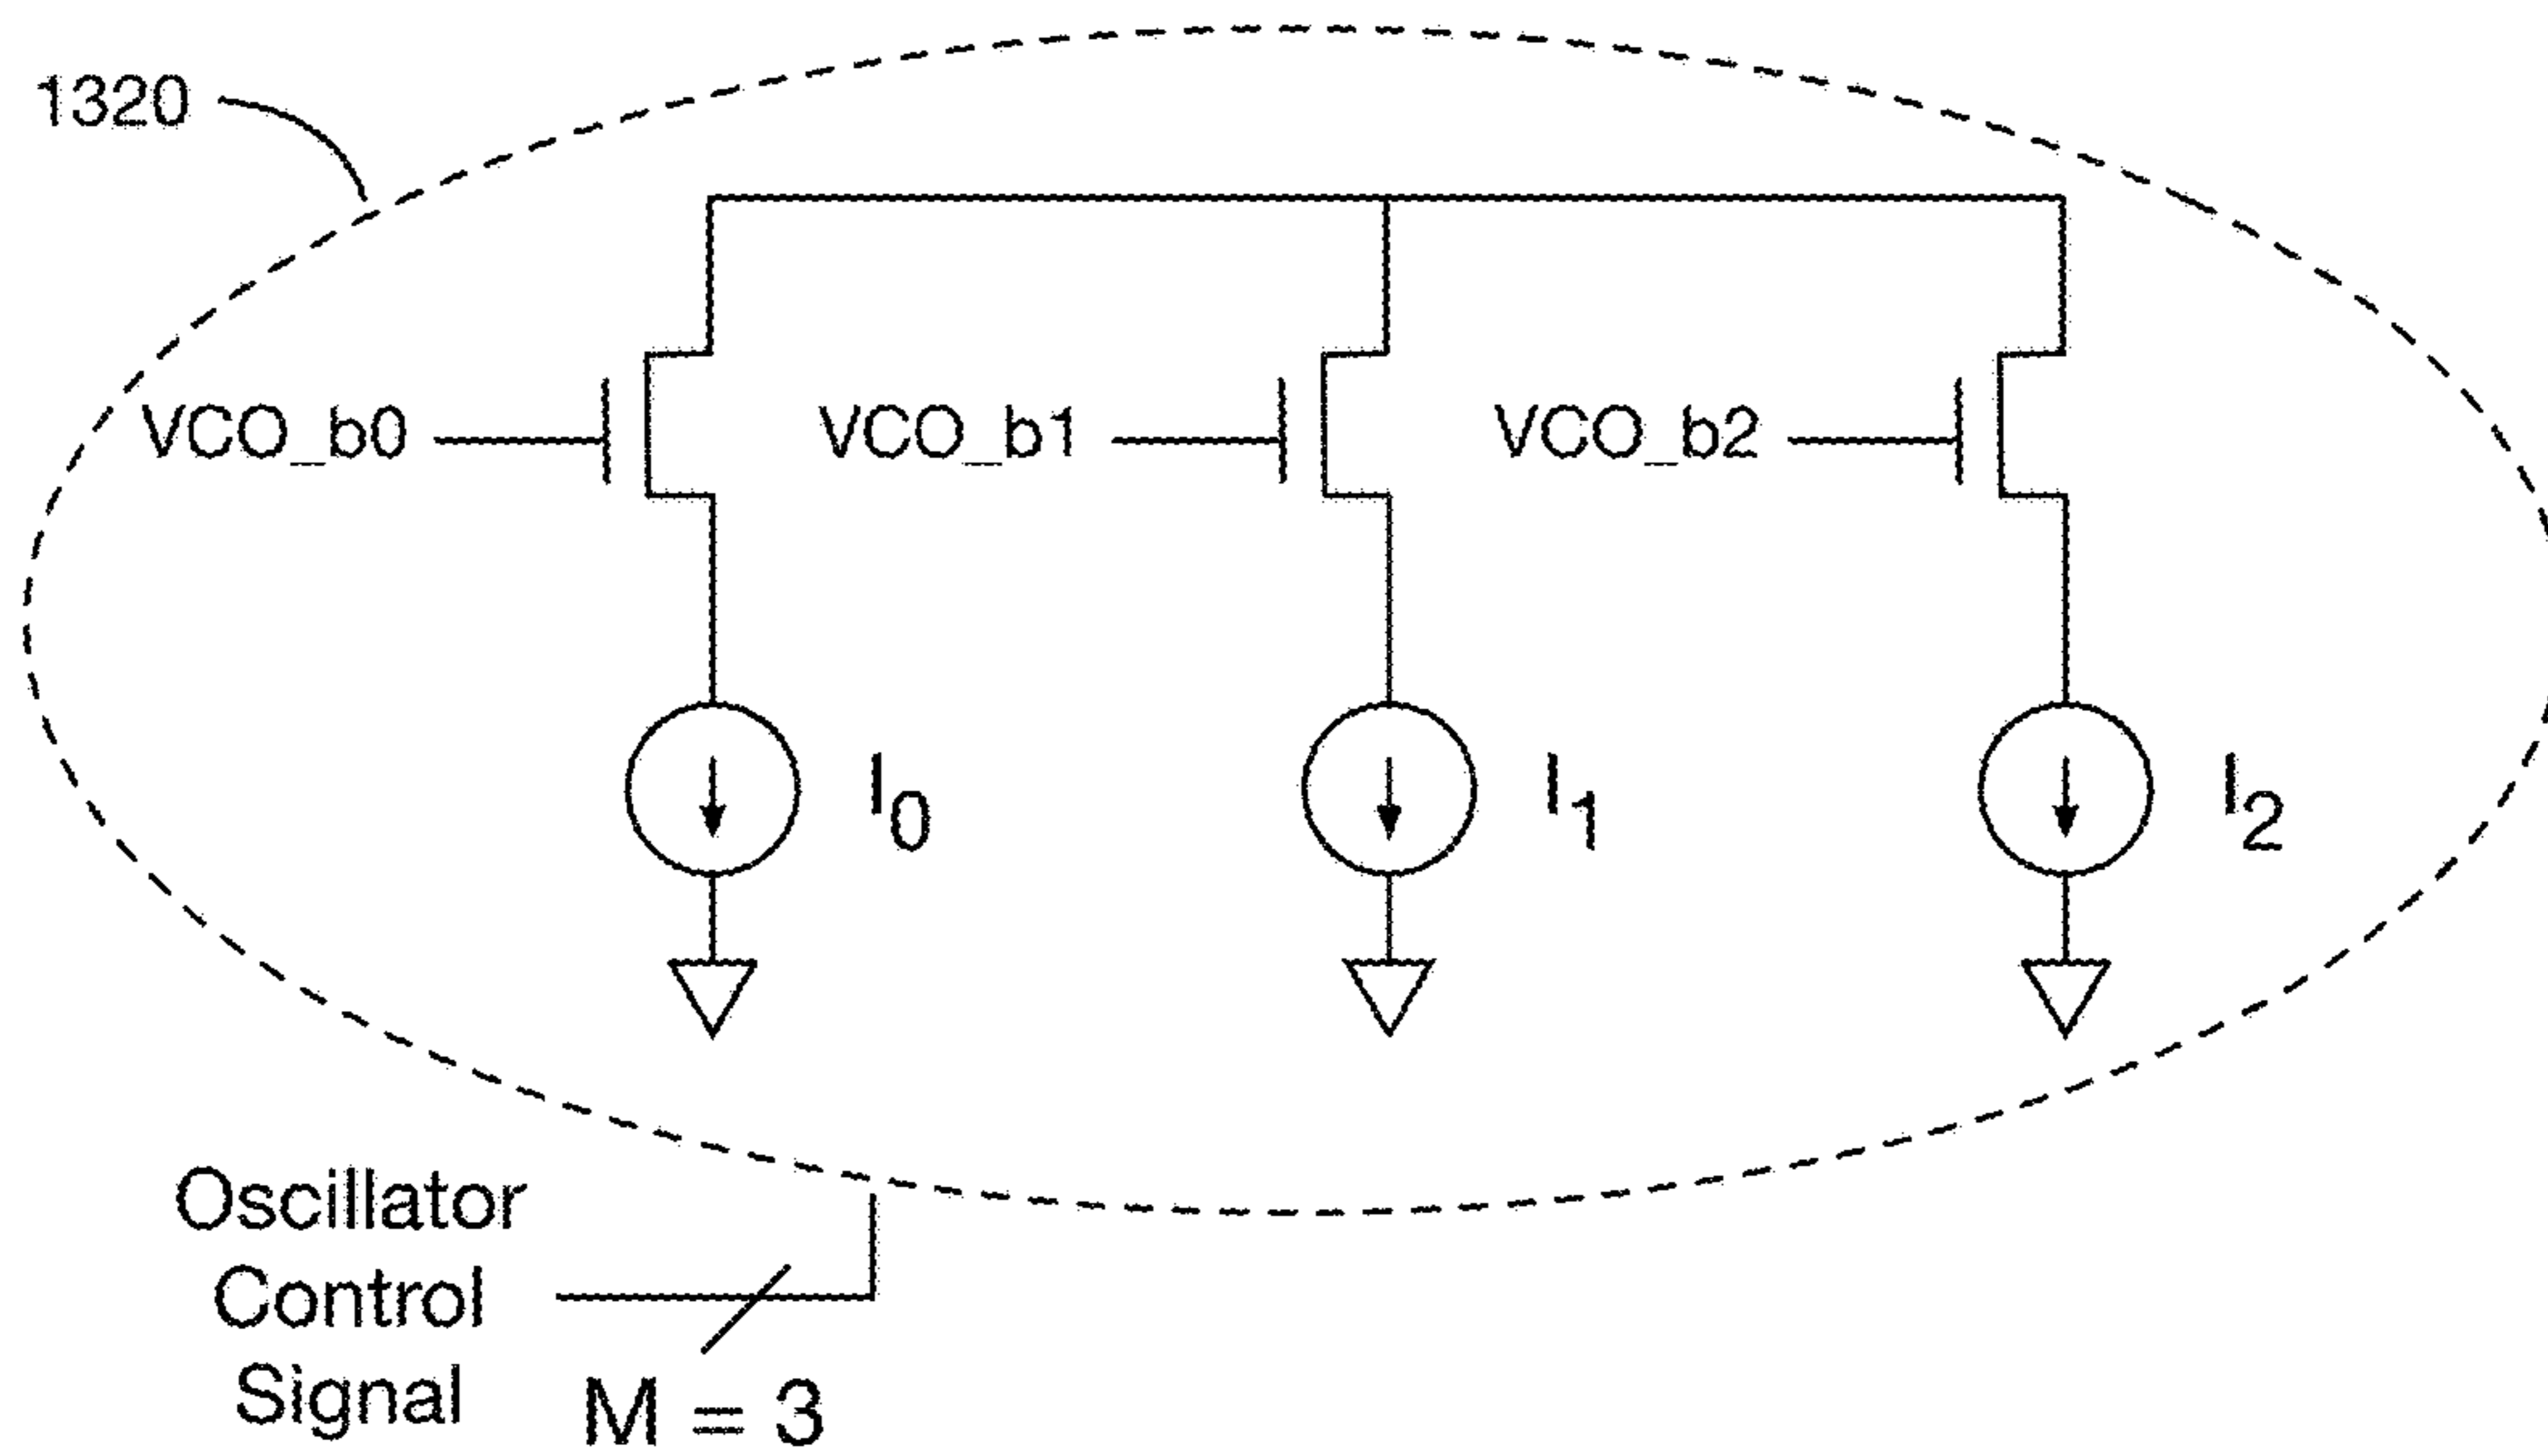 1320
VCO_b0
VCO_b1
VCO_b2
I0
I1
I2
Oscillator
Control
Signal
M = 3